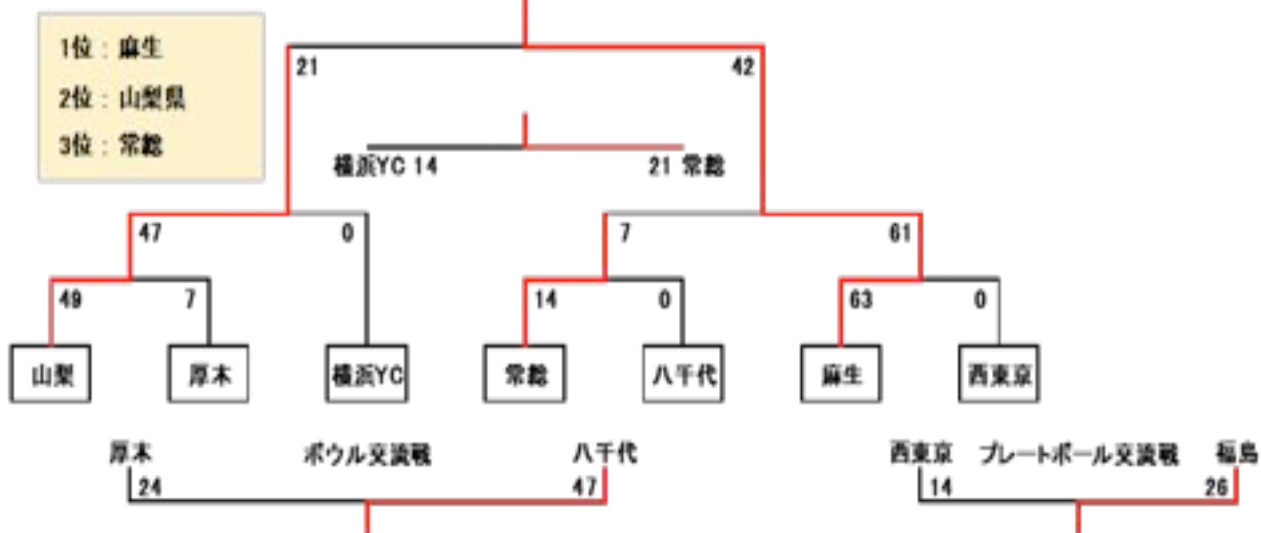 1位：麻生
2位：山梨県
3位：常総
21 42
横浜YC 14 21 常総
47 0 7 61
49 7 14 0 63 0
山梨 厚木 横浜YC 常総 八千代 麻生 西東京
厚木 ボウル交流戦 八千代 西東京 プレートボール交流戦 福島
24 47 14 26